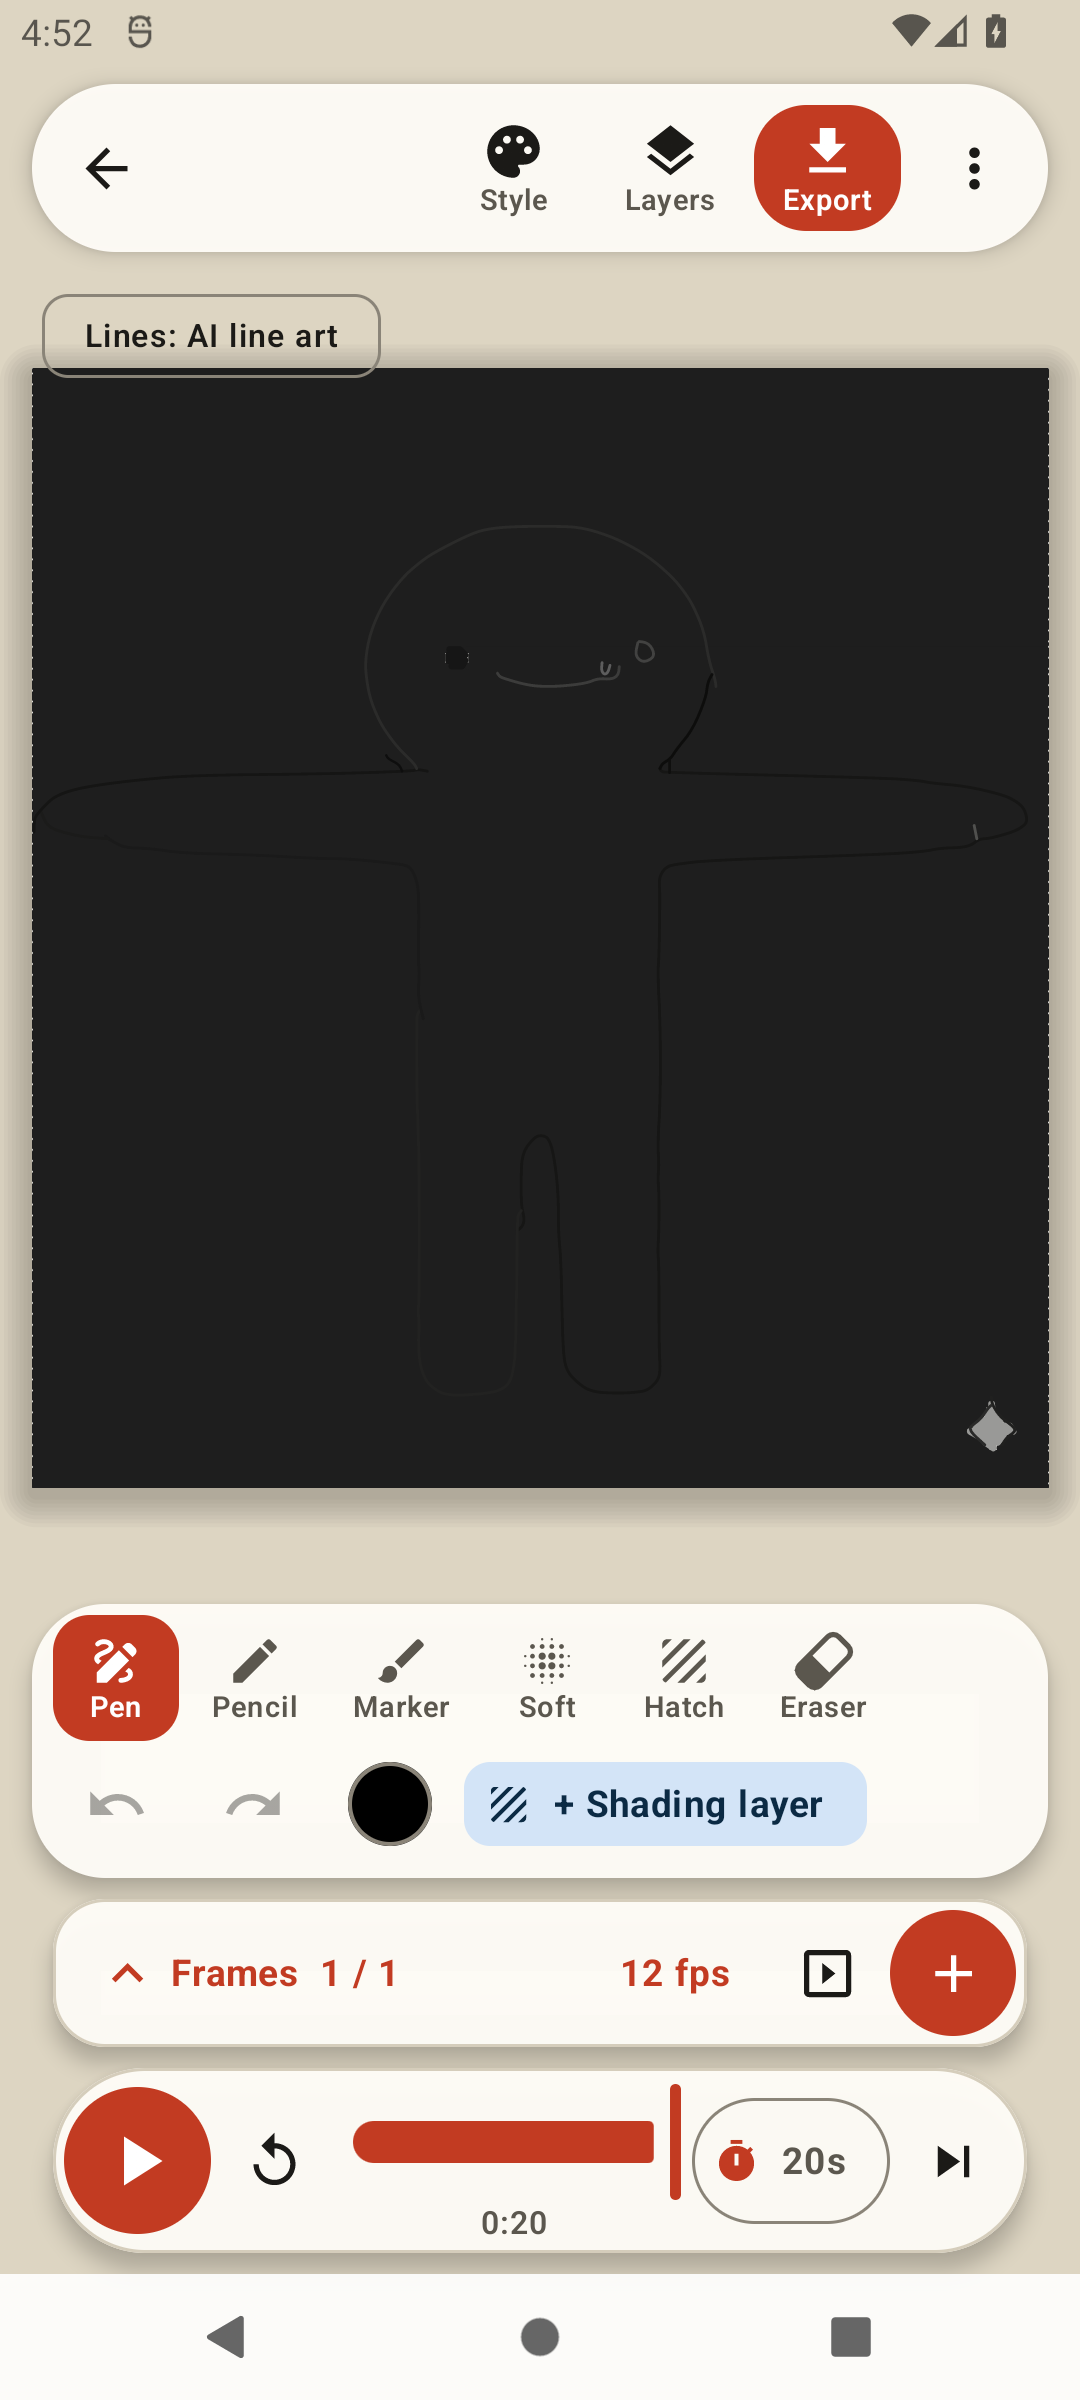 4:52
Style
Layers
Export
Lines: AI line art
Pen
Pencil
Marker
Soft
Hatch
Eraser
+ Shading layer
Frames 1 / 1
12 fps
0:20
20s